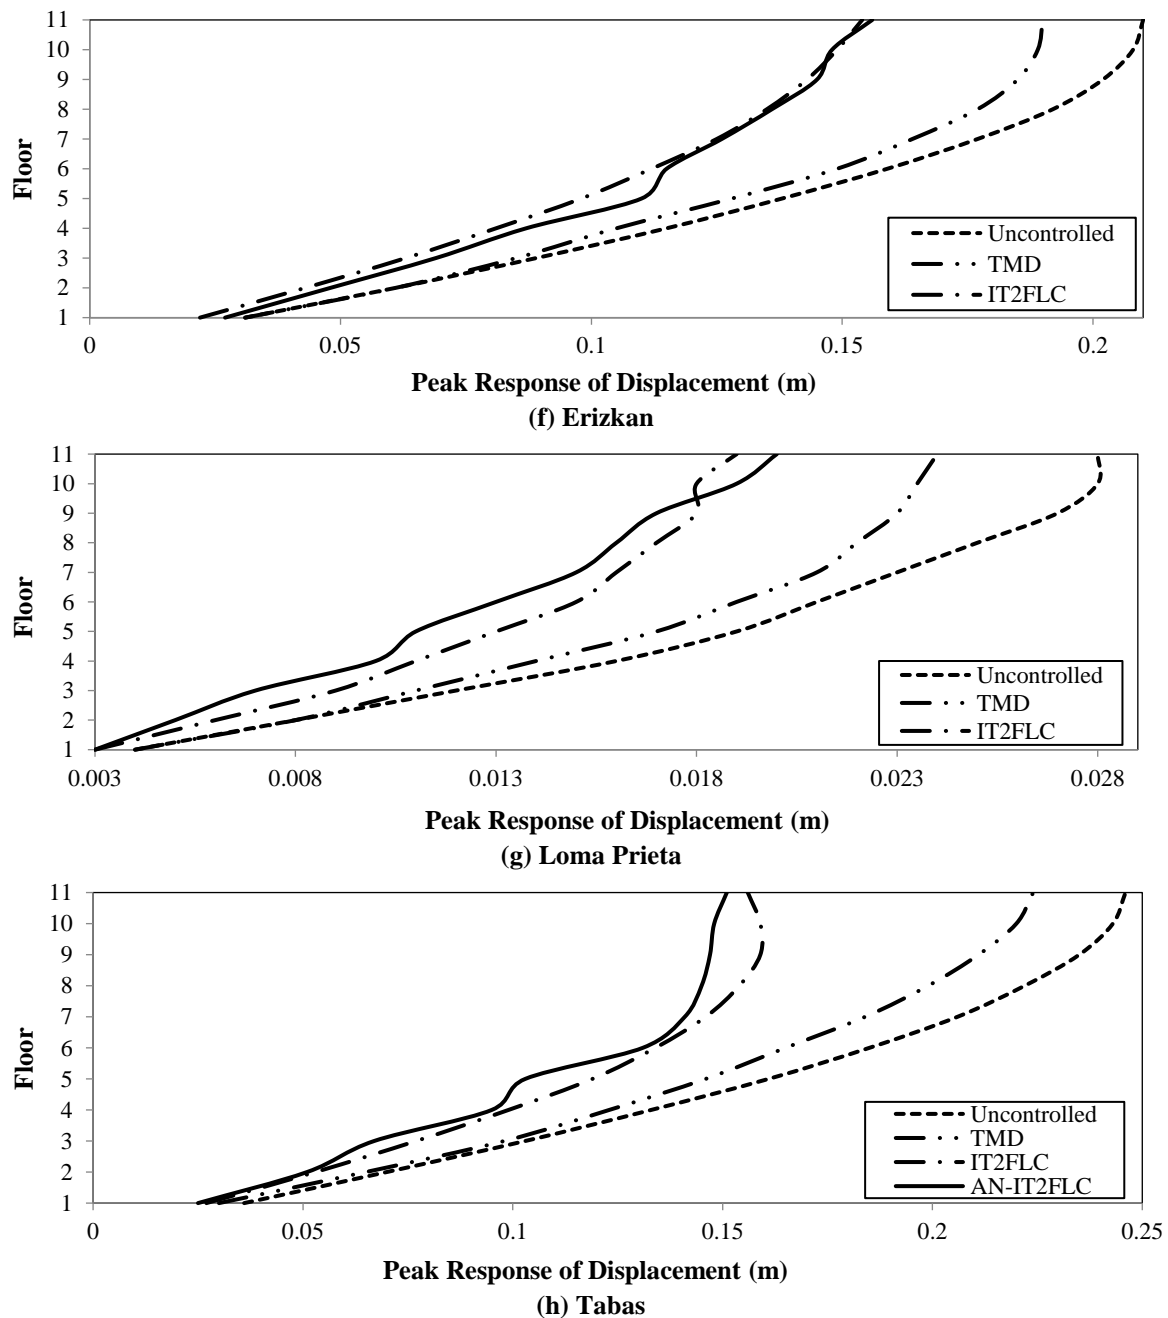 11
10
9
8
7
6
5
4
3
2
1
Floor
Uncontrolled
TMD
IT2FLC
0 0.05 0.1 0.15 0.2
Peak Response of Displacement (m)
(f) Erizkan
11
10
9
8
7
6
5
4
3
2
1
Floor
Uncontrolled
TMD
IT2FLC
0.003 0.008 0.013 0.018 0.023 0.028
Peak Response of Displacement (m)
(g) Loma Prieta
11
10
9
8
7
6
5
4
3
2
1
Floor
Uncontrolled
TMD
IT2FLC
AN-IT2FLC
0 0.05 0.1 0.15 0.2 0.25
Peak Response of Displacement (m)
(h) Tabas